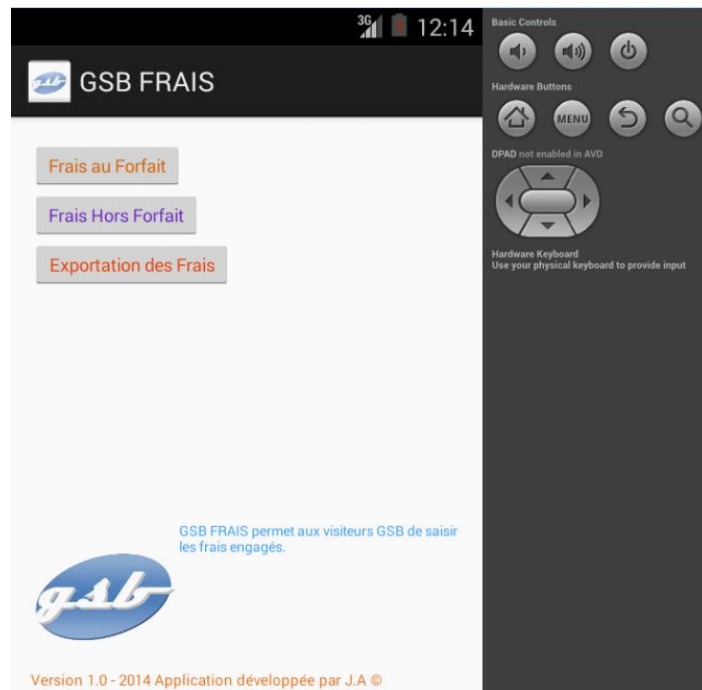 3G 12:14
gsb GSB FRAIS
Frais au Forfait
Frais Hors Forfait
Exportation des Frais
GSB FRAIS permet aux visiteurs GSB de saisir
les frais engagés.
gsb
Version 1.0 - 2014 Application développée par J.A ©
Basic Controls
Hardware Buttons
MENU
DPAD not enabled in AVD
Hardware Keyboard
Use your physical keyboard to provide input